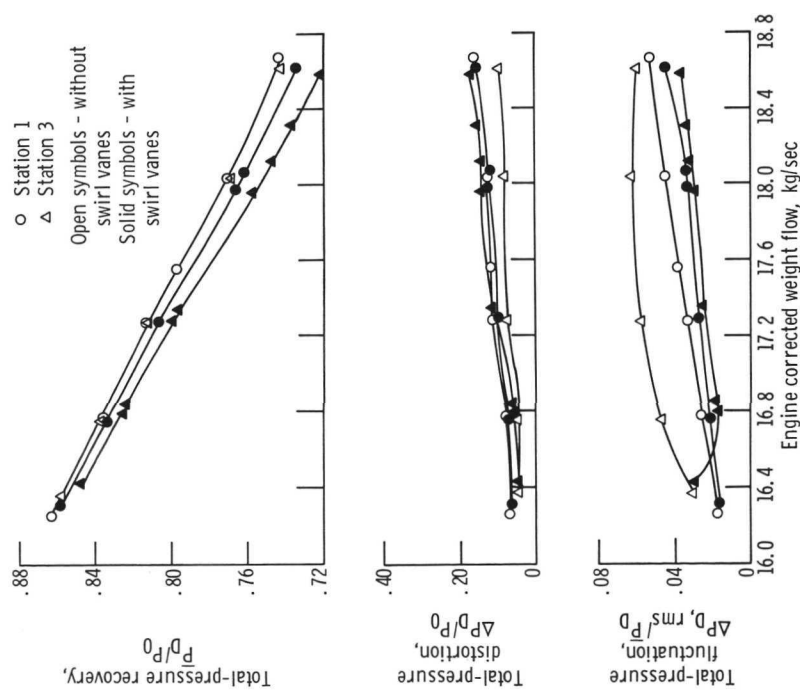 ○ Station 1
△ Station 3
Open symbols - without
swirl vanes
Solid symbols - with
swirl vanes
Total-pressure recovery,
P̅D/P0
.88
.84
.80
.76
.72
Total-pressure
distortion,
ΔPD/P0
.40
.20
0
Total-pressure
fluctuation,
ΔPD, rms/P̅D
.08
.04
0
16.0
16.4
16.8
17.2
17.6
18.0
18.4
18.8
Engine corrected weight flow, kg/sec